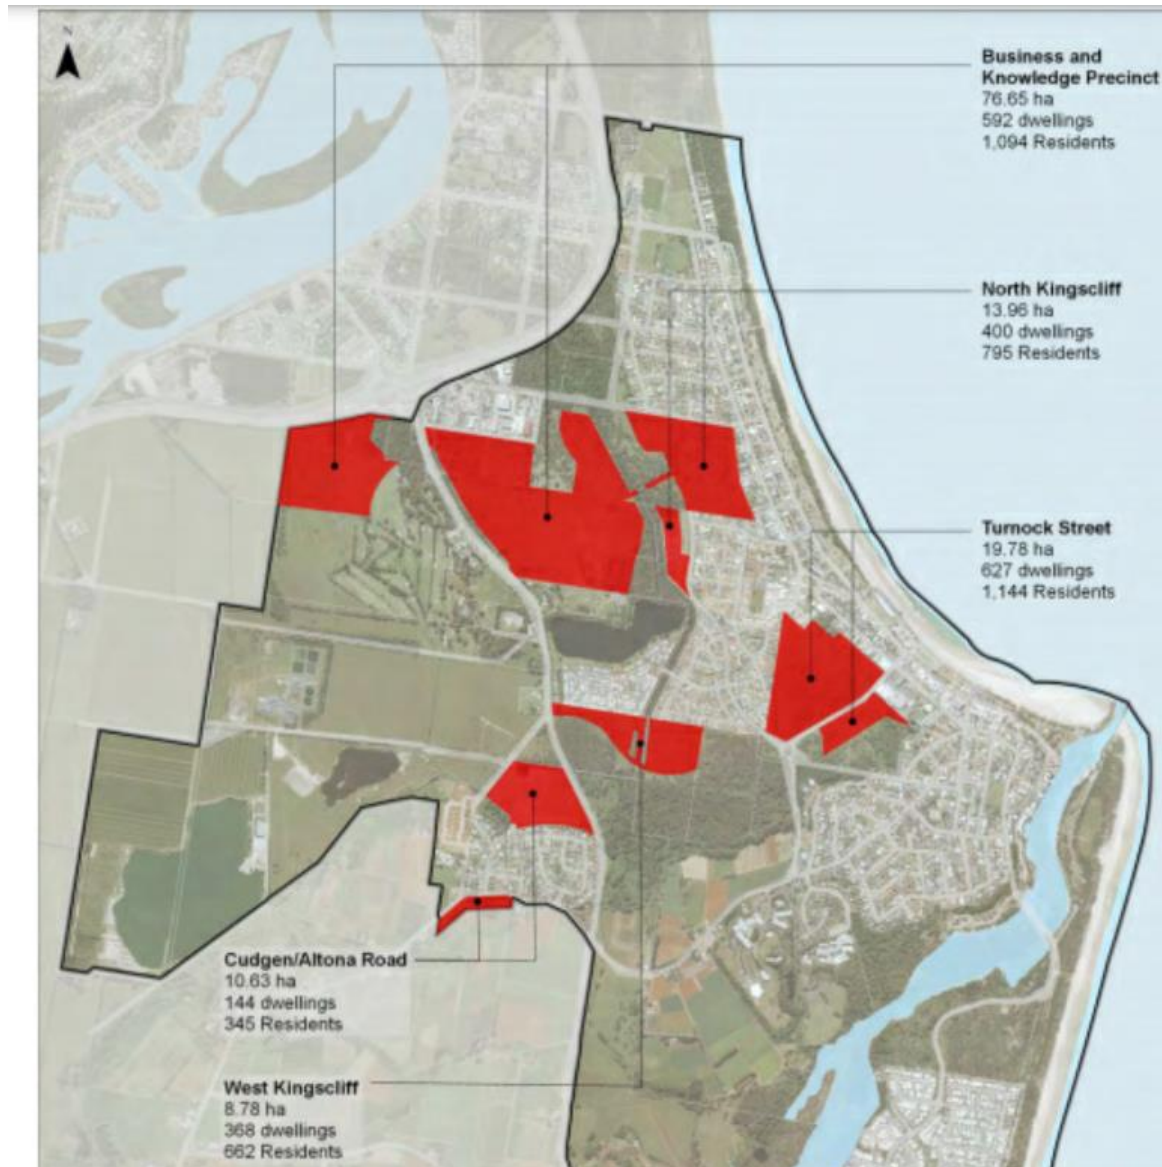 N
Business and
Knowledge Precinct
76.65 ha
592 dwellings
1,094 Residents
North Kingscliff
13.96 ha
400 dwellings
795 Residents
Turnock Street
19.78 ha
627 dwellings
1,144 Residents
Cudgen/Altona Road
10.63 ha
144 dwellings
345 Residents
West Kingscliff
8.78 ha
368 dwellings
662 Residents